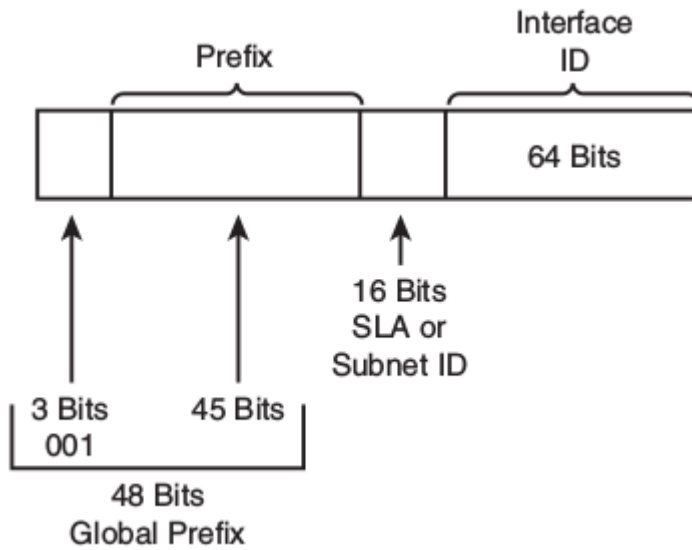 Prefix
Interface
ID
64 Bits
16 Bits
SLA or
Subnet ID
3 Bits
001
45 Bits
48 Bits
Global Prefix